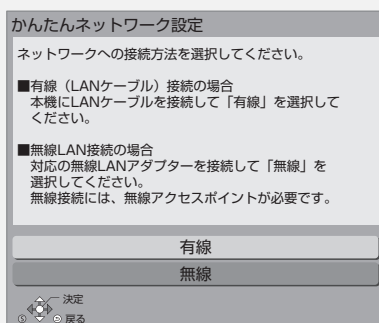 かんたんネットワーク設定
ネットワークへの接続方法を選択してください。
■有線（LANケーブル）接続の場合
本機にLANケーブルを接続して「有線」を選択して
ください。
■無線LAN接続の場合
対応の無線LANアダプターを接続して「無線」を
選択してください。
無線接続には、無線アクセスポイントが必要です。
有線
無線
決定
戻る